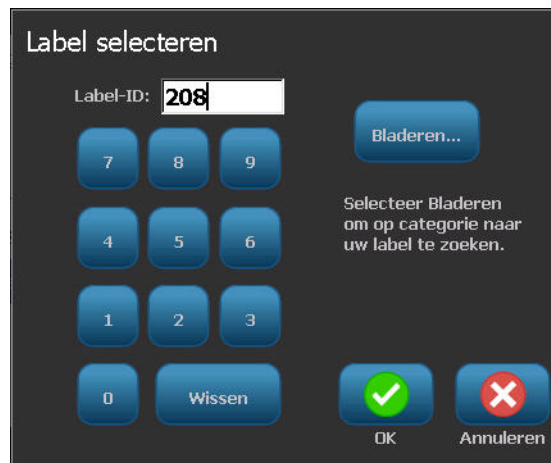 Label selecteren
Label-ID: 208
Bladeren...
7 8 9
Selecteer Bladeren
om op categorie naar
uw label te zoeken.
4 5 6
1 2 3
0 Wissen
OK Annuleren